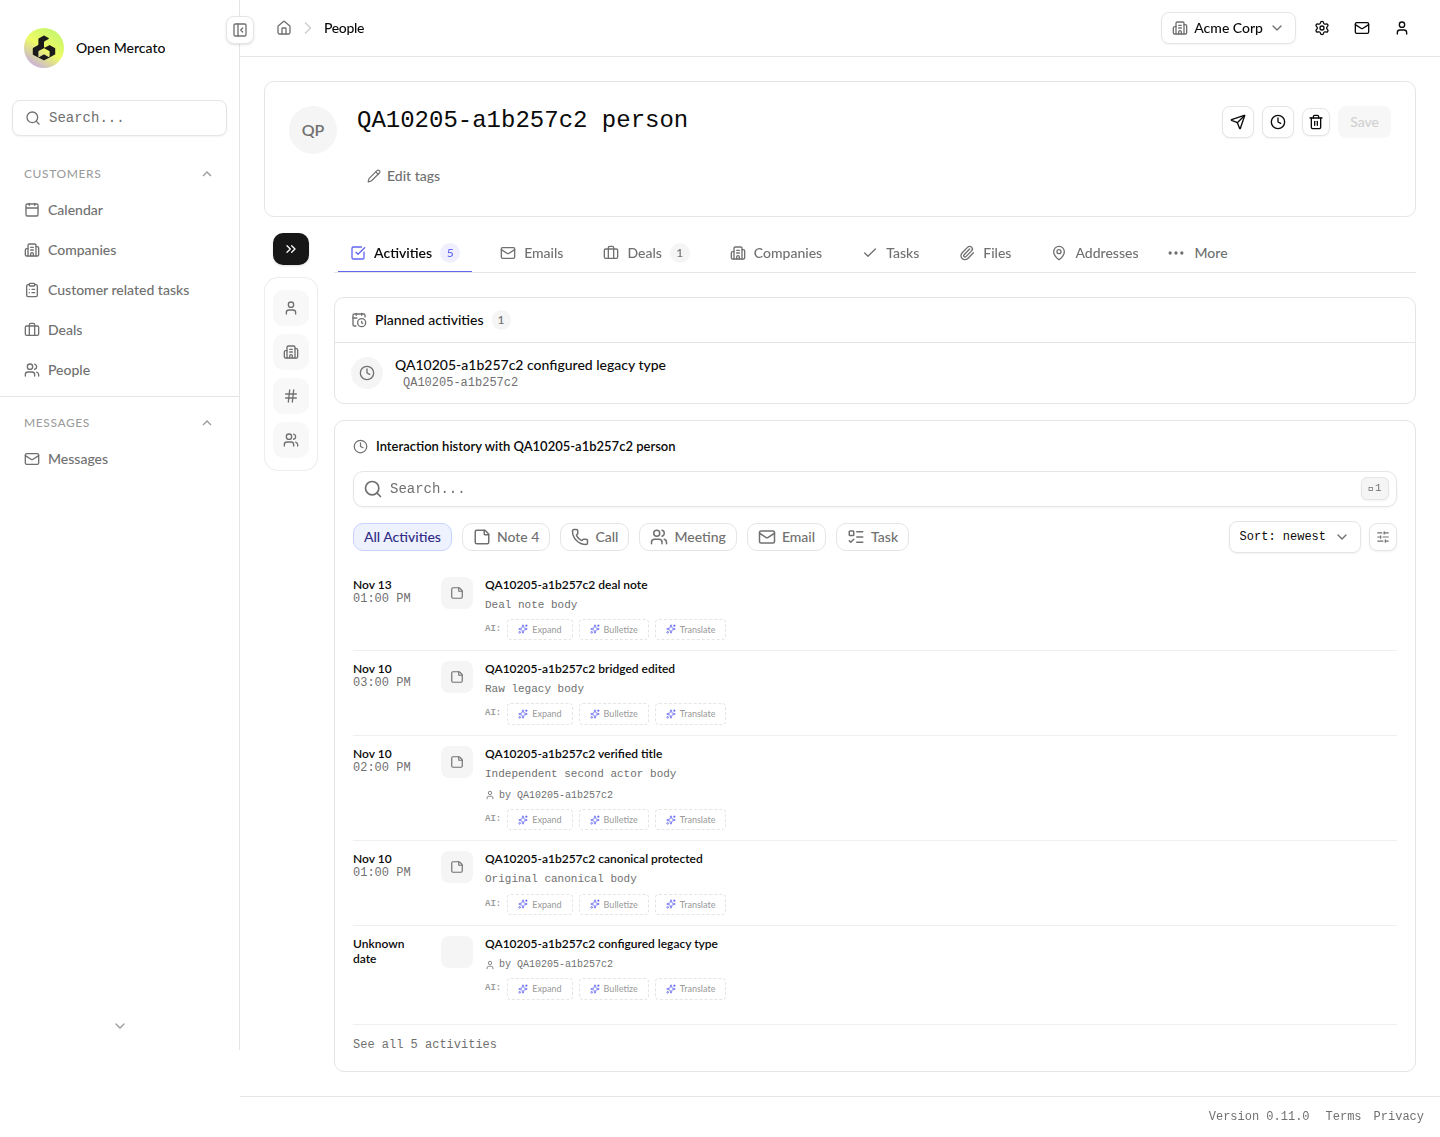 Open Mercato
People
Acme Corp
Search...
CUSTOMERS
Calendar
Companies
Customer related tasks
Deals
People
MESSAGES
Messages
QP
QA10205-a1b257c2 person
Save
Edit tags
Activities 5
Emails
Deals 1
Companies
Tasks
Files
Addresses
More
Planned activities 1
QA10205-a1b257c2 configured legacy type
QA10205-a1b257c2
Interaction history with QA10205-a1b257c2 person
Search...
1
All Activities
Note 4
Call
Meeting
Email
Task
Sort: newest
Nov 13
01:00 PM
QA10205-a1b257c2 deal note
Deal note body
AI: Expand Bulletize Translate
Nov 10
03:00 PM
QA10205-a1b257c2 bridged edited
Raw legacy body
AI: Expand Bulletize Translate
Nov 10
02:00 PM
QA10205-a1b257c2 verified title
Independent second actor body
by QA10205-a1b257c2
AI: Expand Bulletize Translate
Nov 10
01:00 PM
QA10205-a1b257c2 canonical protected
Original canonical body
AI: Expand Bulletize Translate
Unknown
date
QA10205-a1b257c2 configured legacy type
by QA10205-a1b257c2
AI: Expand Bulletize Translate
See all 5 activities
Version 0.11.0 Terms Privacy